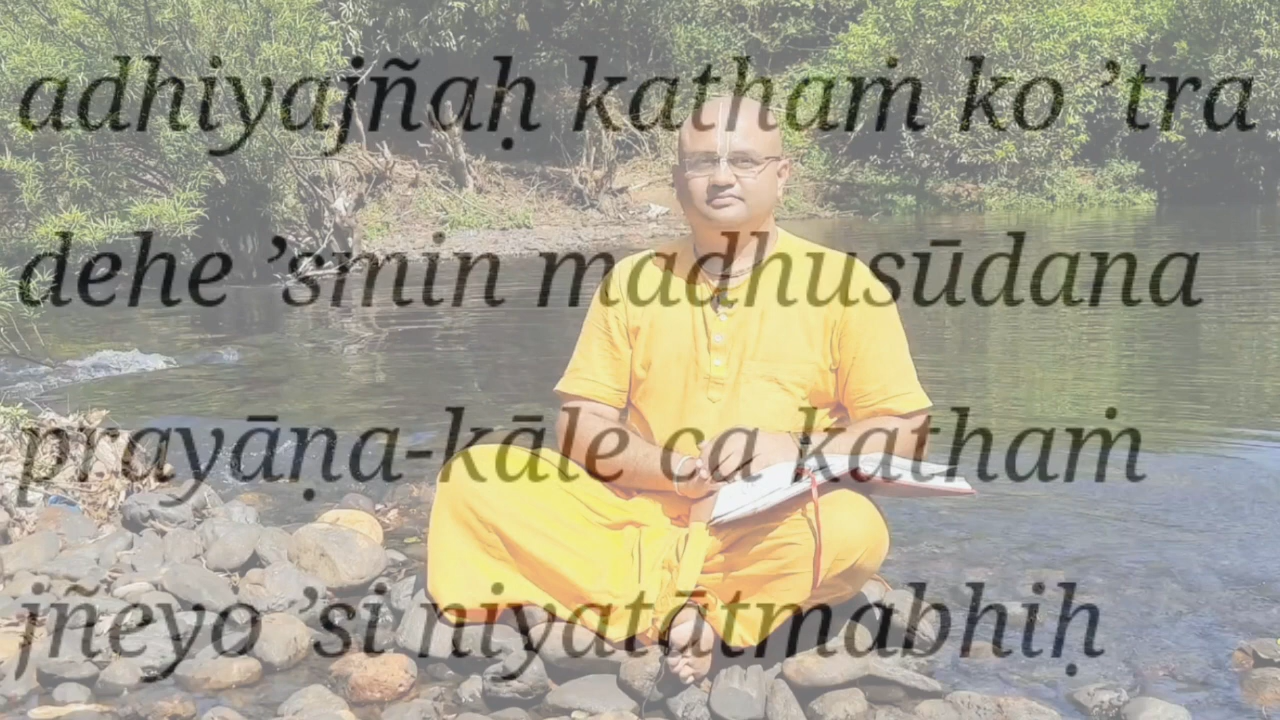 adhiyajñaḥ kathaṁ ko ’tra
dehe ’smin madhusūdana
prayāṇa-kāle ca kathaṁ
jñeyo ’si niyatātmabhiḥ